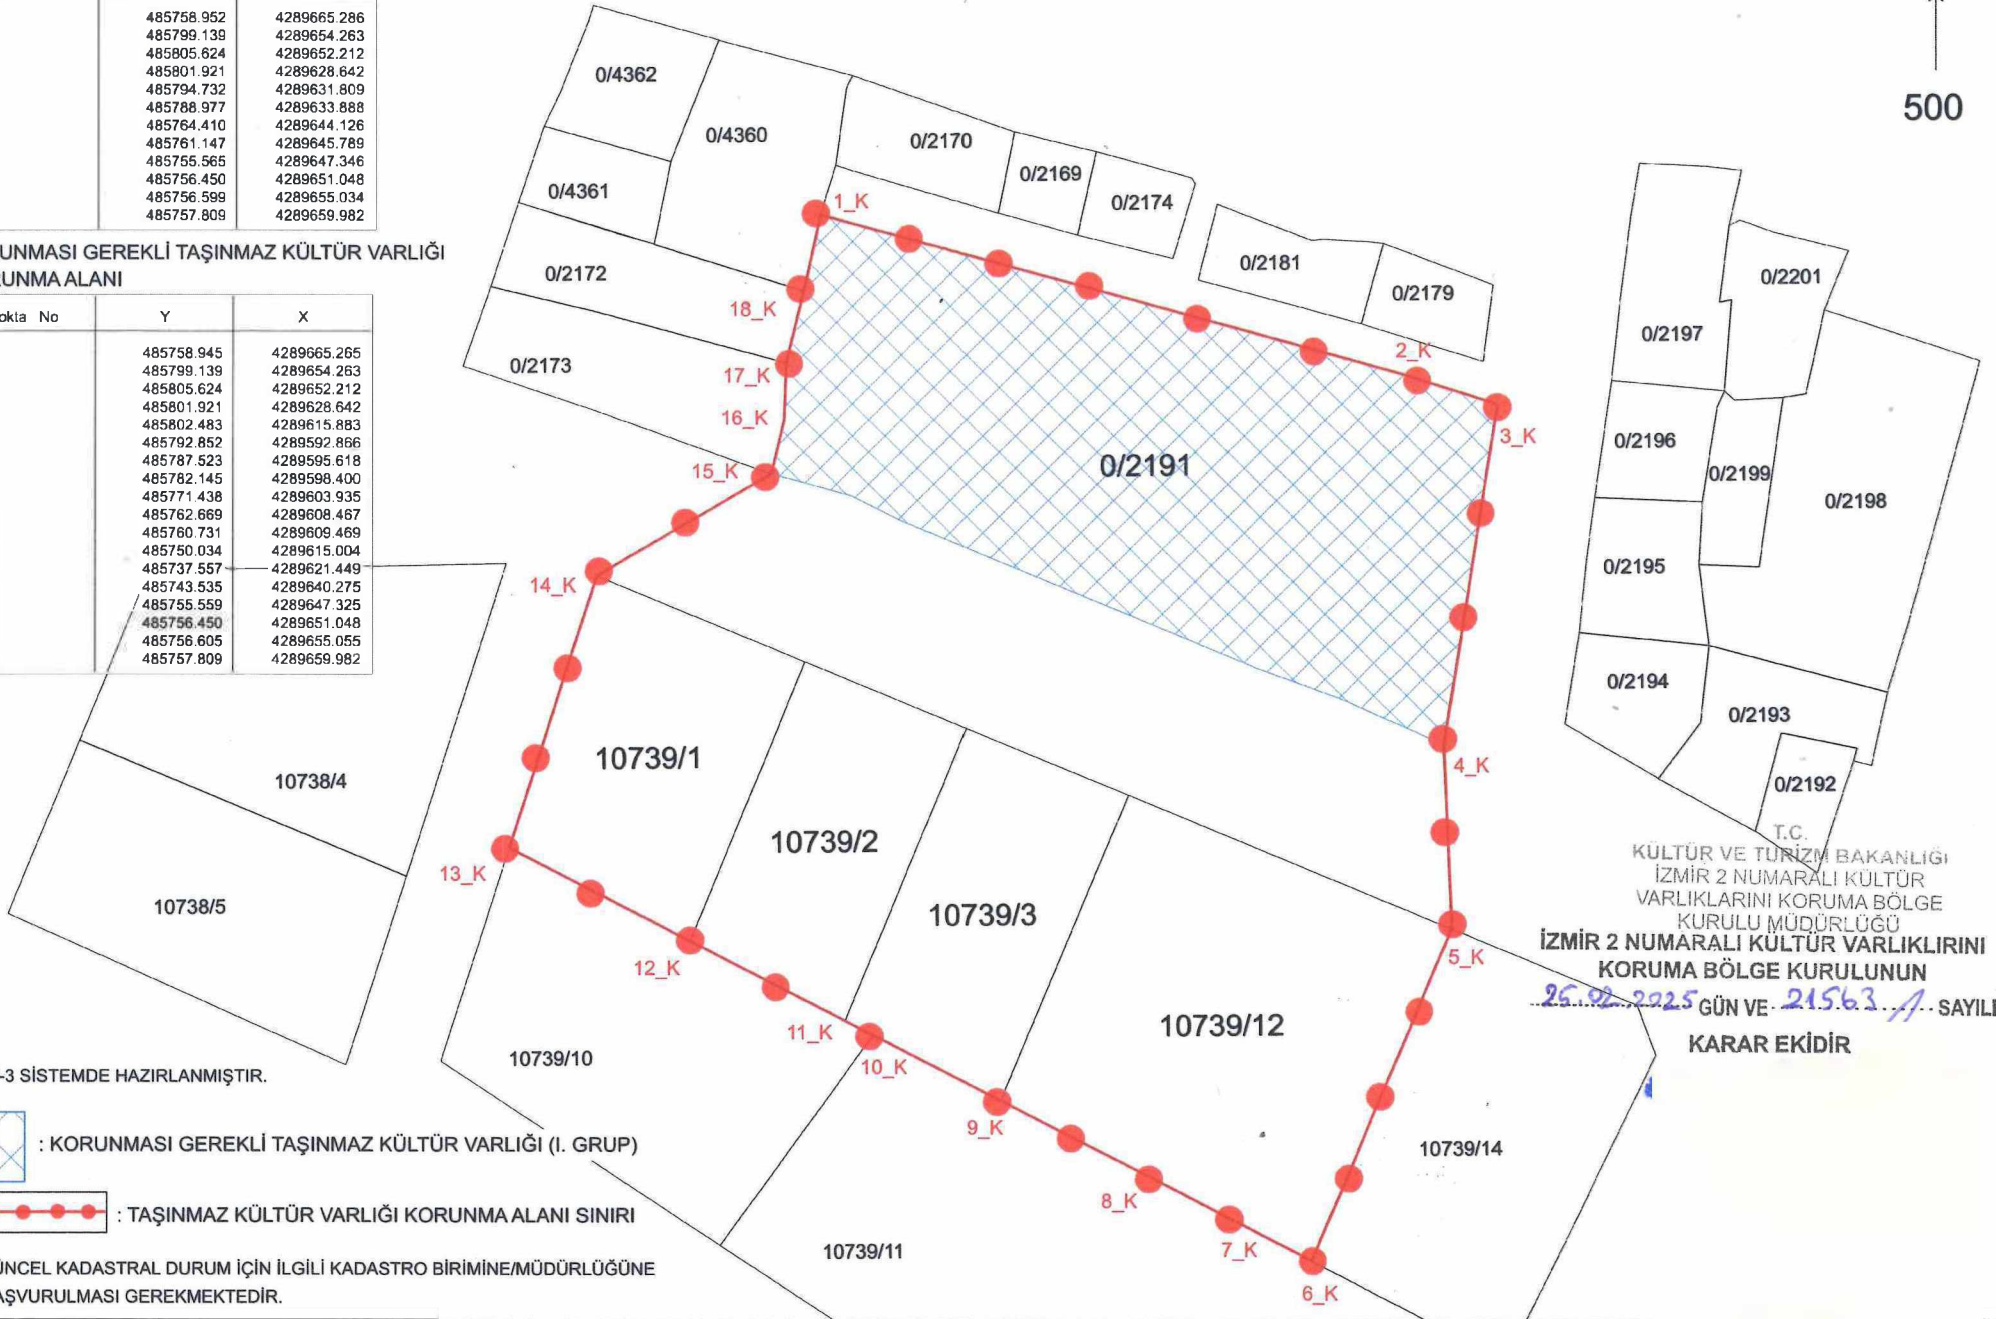 485758.952 4289665.286
485799.139 4289654.263
485805.624 4289652.212
485801.921 4289628.642
485794.732 4289631.809
485788.977 4289633.888
485764.410 4289644.126
485761.147 4289645.789
485755.565 4289647.346
485756.450 4289651.048
485756.599 4289655.034
485757.809 4289659.982
UNMASI GEREKLİ TAŞINMAZ KÜLTÜR VARLIĞI
RUNMA ALANI
okta No Y X
485758.945 4289665.265
485799.139 4289654.263
485805.624 4289652.212
485801.921 4289628.642
485802.483 4289615.883
485792.852 4289592.866
485787.523 4289595.618
485782.145 4289598.400
485771.438 4289603.935
485762.669 4289608.467
485760.731 4289609.469
485750.034 4289615.004
485737.557 4289621.449
485743.535 4289640.275
485755.559 4289647.325
485756.450 4289651.048
485756.605 4289655.055
485757.809 4289659.982
500
0/4362
0/4360
0/4361
0/2170
0/2169
0/2174
0/2172
0/2173
0/2181
0/2179
0/2201
0/2197
0/2196
0/2199
0/2198
0/2195
0/2194
0/2193
0/2192
0/2191
1_K
2_K
3_K
4_K
5_K
6_K
7_K
8_K
9_K
10_K
11_K
12_K
13_K
14_K
15_K
16_K
17_K
18_K
10738/4
10738/5
10739/1
10739/2
10739/3
10739/12
10739/10
10739/11
10739/14
T.C.
KÜLTÜR VE TURİZM BAKANLIĞI
İZMİR 2 NUMARALI KÜLTÜR
VARLIKLARINI KORUMA BÖLGE
KURULU MÜDÜRLÜĞÜ
İZMİR 2 NUMARALI KÜLTÜR VARLIKLIRINI
KORUMA BÖLGE KURULUNUN
26.02.2025 GÜN VE 21563 SAYILI
KARAR EKİDİR
-3 SİSTEMDE HAZIRLANMIŞTIR.
: KORUNMASI GEREKLİ TAŞINMAZ KÜLTÜR VARLIĞI (I. GRUP)
: TAŞINMAZ KÜLTÜR VARLIĞI KORUNMA ALANI SINIRI
ÜNCEL KADASTRAL DURUM İÇİN İLGİLİ KADASTRO BİRİMİNE/MÜDÜRLÜĞÜNE
AŞVURULMASI GEREKMEKTEDİR.